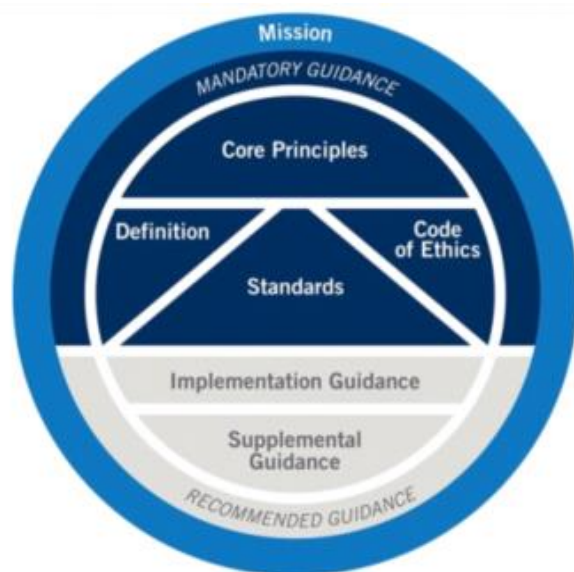 Mission
MANDATORY GUIDANCE
Core Principles
Definition
Code
of Ethics
Standards
Implementation Guidance
Supplemental
Guidance
RECOMMENDED GUIDANCE